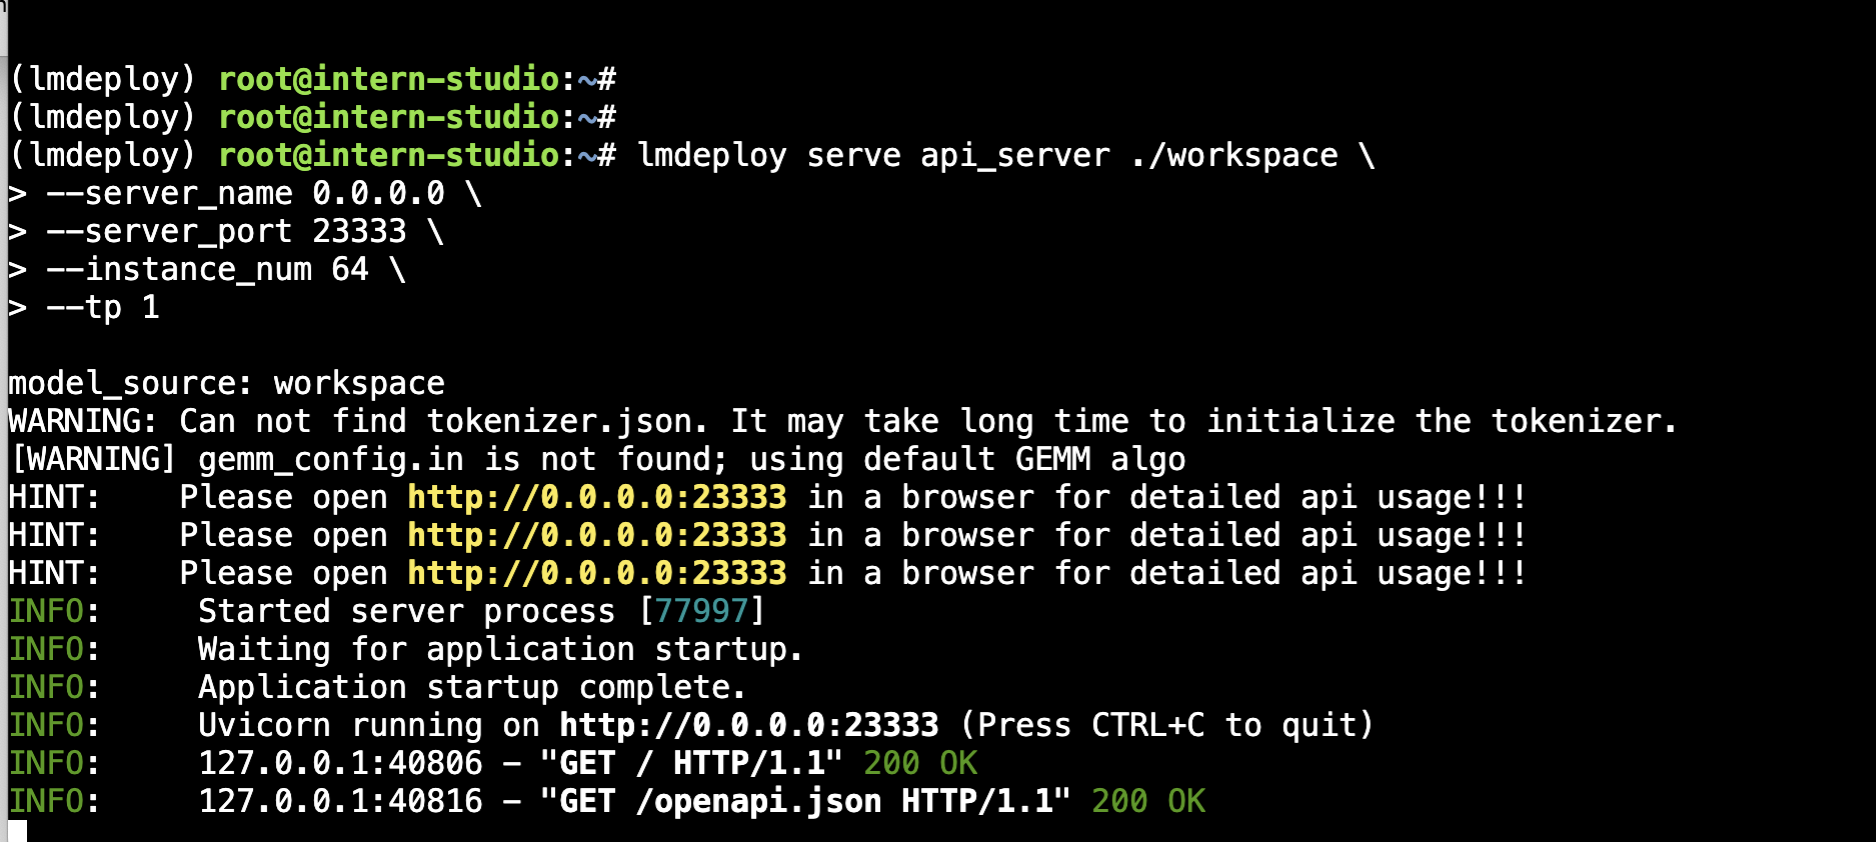 (lmdeploy) root@intern-studio:~#
(lmdeploy) root@intern-studio:~#
(lmdeploy) root@intern-studio:~# lmdeploy serve api_server ./workspace \
> --server_name 0.0.0.0 \
> --server_port 23333 \
> --instance_num 64 \
> --tp 1
model_source: workspace
WARNING: Can not find tokenizer.json. It may take long time to initialize the tokenizer.
[WARNING] gemm_config.in is not found; using default GEMM algo
HINT:    Please open http://0.0.0.0:23333 in a browser for detailed api usage!!!
HINT:    Please open http://0.0.0.0:23333 in a browser for detailed api usage!!!
HINT:    Please open http://0.0.0.0:23333 in a browser for detailed api usage!!!
INFO:     Started server process [77997]
INFO:     Waiting for application startup.
INFO:     Application startup complete.
INFO:     Uvicorn running on http://0.0.0.0:23333 (Press CTRL+C to quit)
INFO:     127.0.0.1:40806 - "GET / HTTP/1.1" 200 OK
INFO:     127.0.0.1:40816 - "GET /openapi.json HTTP/1.1" 200 OK